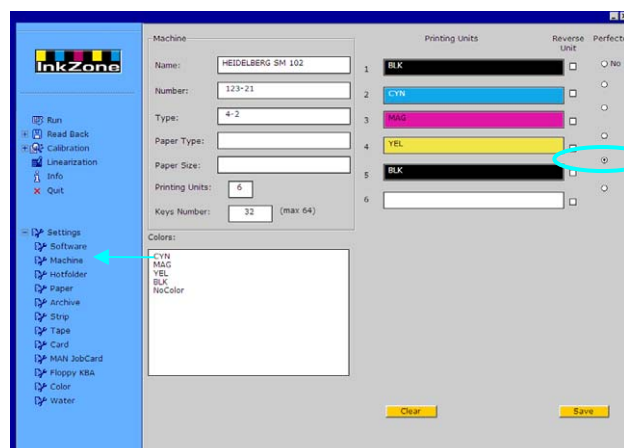 InkZone
Run
Read Back
Calibration
Linearization
Info
Quit
Settings
Software
Machine
Hotfolder
Paper
Archive
Strip
Tape
Card
MAN JobCard
Floppy KBA
Color
Water
Machine
Name: HEIDELBERG SM 102
Number: 123-21
Type: 4-2
Paper Type:
Paper Size:
Printing Units: 6
Keys Number: 32 (max 64)
Colors:
CYN
MAG
YEL
BLK
NoColor
Printing Units Reverse Unit Perfecto
1 BLK No
2 CYN
3 MAG
4 YEL
5 BLK
6
Clear Save